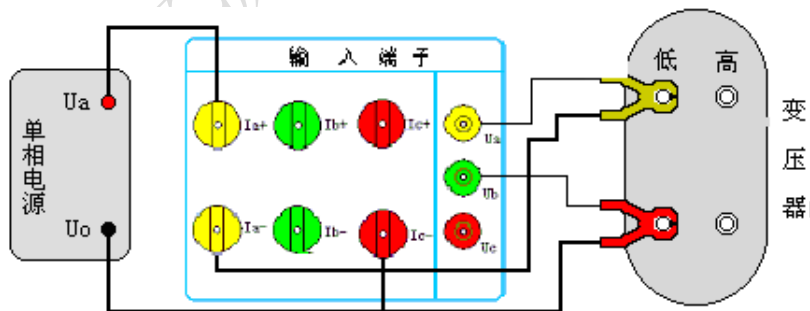 输入端子
低 高
Ua
单相电源
Uo
Ia+ Ib+ Ic+
Ua
Ub
Ia- Ib- Ic-
Uc
变压器